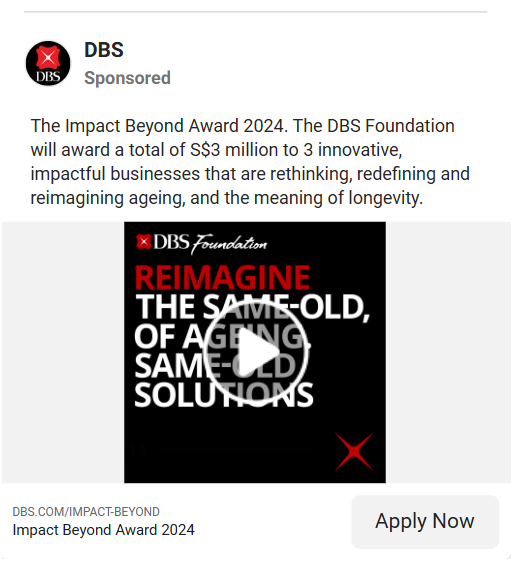 DBS
DBS
Sponsored
The Impact Beyond Award 2024. The DBS Foundation
will award a total of S$3 million to 3 innovative,
impactful businesses that are rethinking, redefining and
reimagining ageing, and the meaning of longevity.
DBS Foundation
REIMAGINE
THE SAME-OLD,
OF AGEING.
SAME-OLD
SOLUTIONS
DBS.COM/IMPACT-BEYOND
Impact Beyond Award 2024
Apply Now